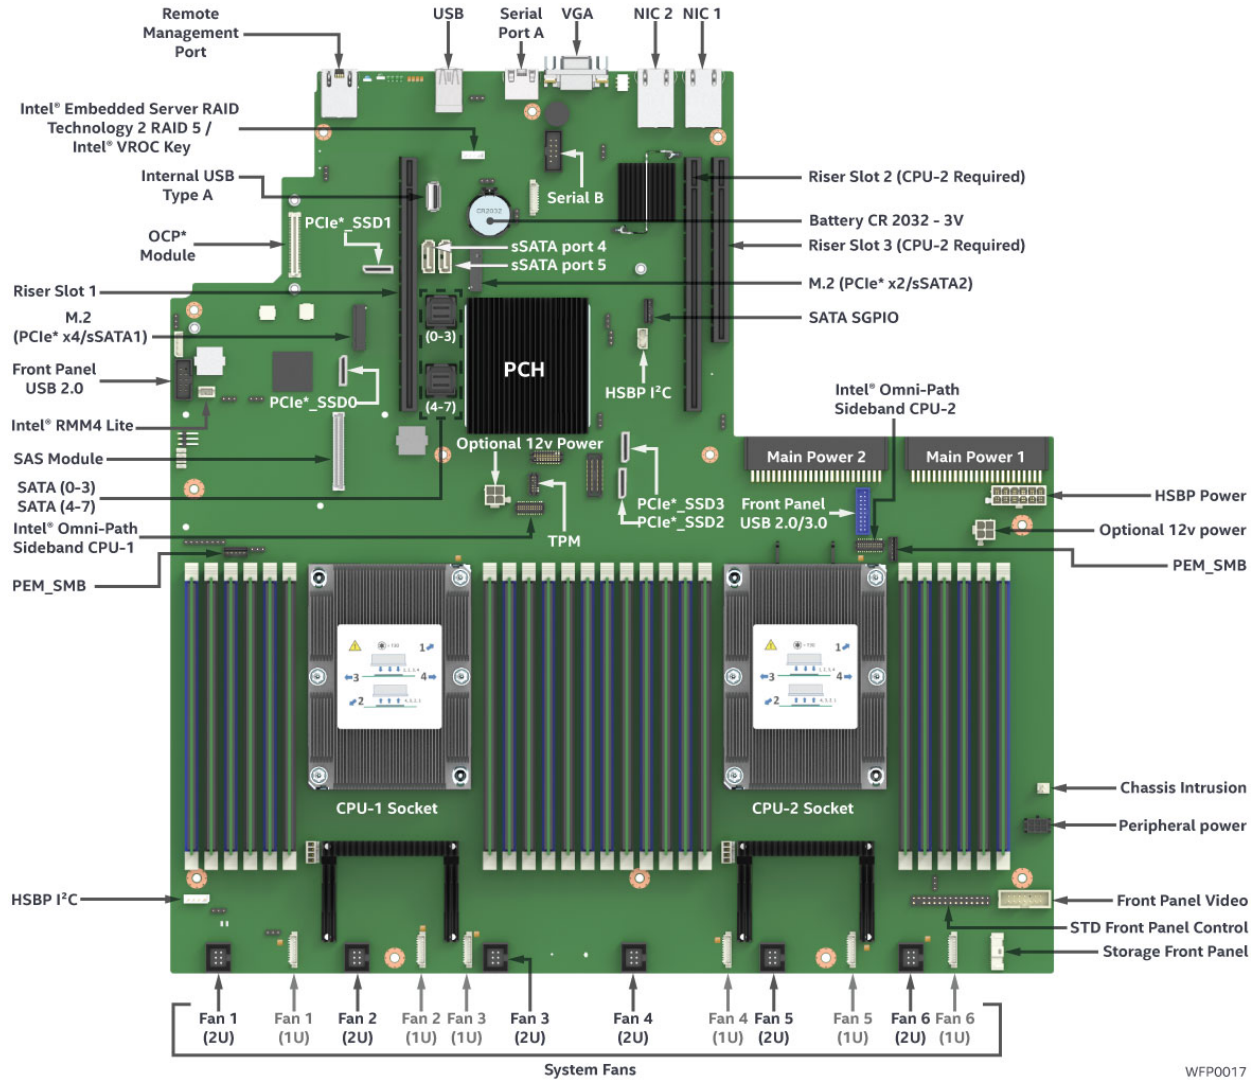 Remote
Management
Port
USB
Serial
Port A
VGA
NIC 2
NIC 1
Intel® Embedded Server RAID
Technology 2 RAID 5 /
Intel® VROC Key
Internal USB
Type A
Serial B
Riser Slot 2 (CPU-2 Required)
CR2032
Battery CR 2032 - 3V
PCIe*_SSD1
OCP*
Module
sSATA port 4
sSATA port 5
Riser Slot 3 (CPU-2 Required)
M.2 (PCIe* x2/sSATA2)
Riser Slot 1
M.2
(PCIe* x4/sSATA1)
(0-3)
SATA SGPIO
PCH
Front Panel
USB 2.0
HSBP I²C
Intel® Omni-Path
Sideband CPU-2
PCIe*_SSD0
(4-7)
Intel® RMM4 Lite
Optional 12v Power
SAS Module
Main Power 2
Main Power 1
SATA (0-3)
SATA (4-7)
PCIe*_SSD3
PCIe*_SSD2
Front Panel
USB 2.0/3.0
HSBP Power
Intel® Omni-Path
Sideband CPU-1
TPM
Optional 12v power
PEM_SMB
PEM_SMB
1
3
4
2
1
3
4
2
CPU-1 Socket
CPU-2 Socket
Chassis Intrusion
Peripheral power
HSBP I²C
Front Panel Video
STD Front Panel Control
Storage Front Panel
Fan 1
(2U)
Fan 1
(1U)
Fan 2
(2U)
Fan 2
(1U)
Fan 3
(1U)
Fan 3
(2U)
Fan 4
(2U)
Fan 4
(1U)
Fan 5
(2U)
Fan 5
(1U)
Fan 6
(2U)
Fan 6
(1U)
System Fans
WFP0017